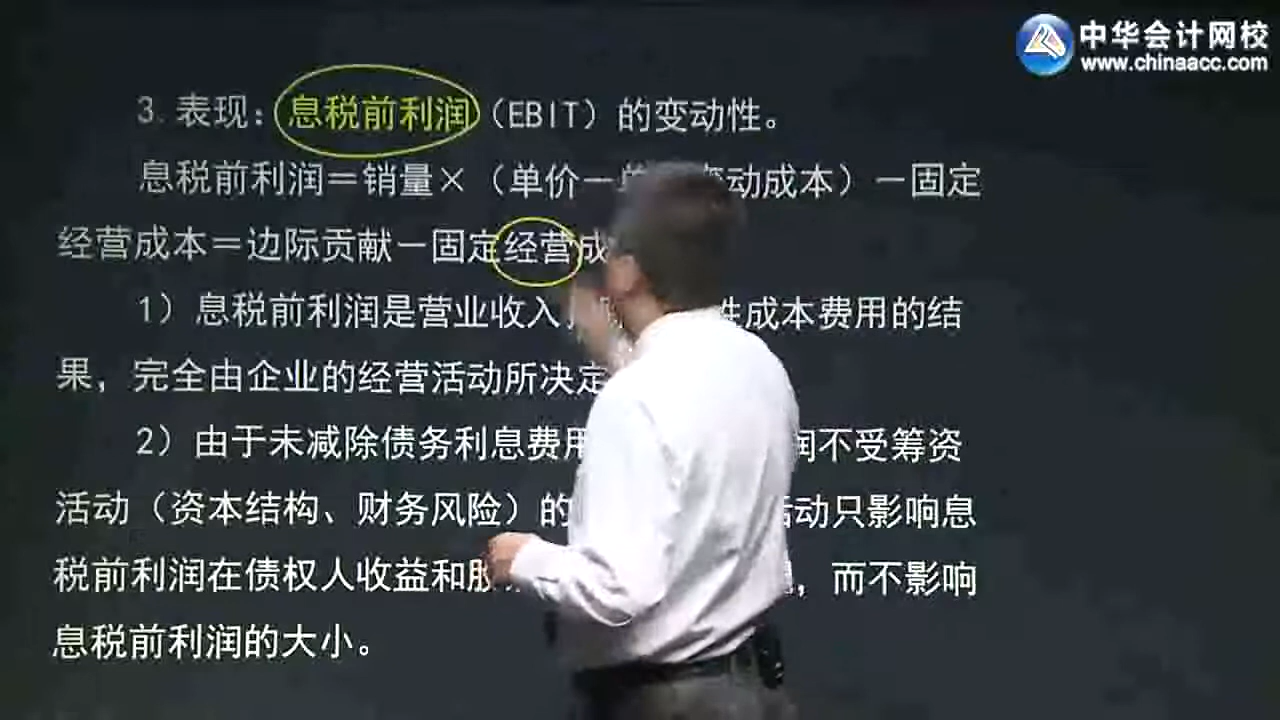 中华会计网校
www.chinaacc.com
3.表现：息税前利润（EBIT）的变动性。
息税前利润＝销量×（单价－单 变动成本）－固定
经营成本＝边际贡献－固定经营成
1）息税前利润是营业收入 性成本费用的结
果，完全由企业的经营活动所决定
2）由于未减除债务利息费用 润不受筹资
活动（资本结构、财务风险）的 活动只影响息
税前利润在债权人收益和股 ，而不影响
息税前利润的大小。